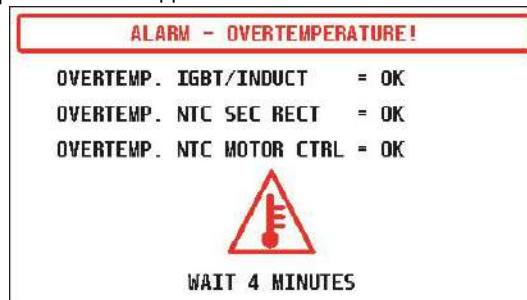 ALARM - OVERTEMPERATURE!
OVERTEMP. IGBT/INDUCT = OK
OVERTEMP. NTC SEC RECT = OK
OVERTEMP. NTC MOTOR CTRL = OK
WAIT 4 MINUTES